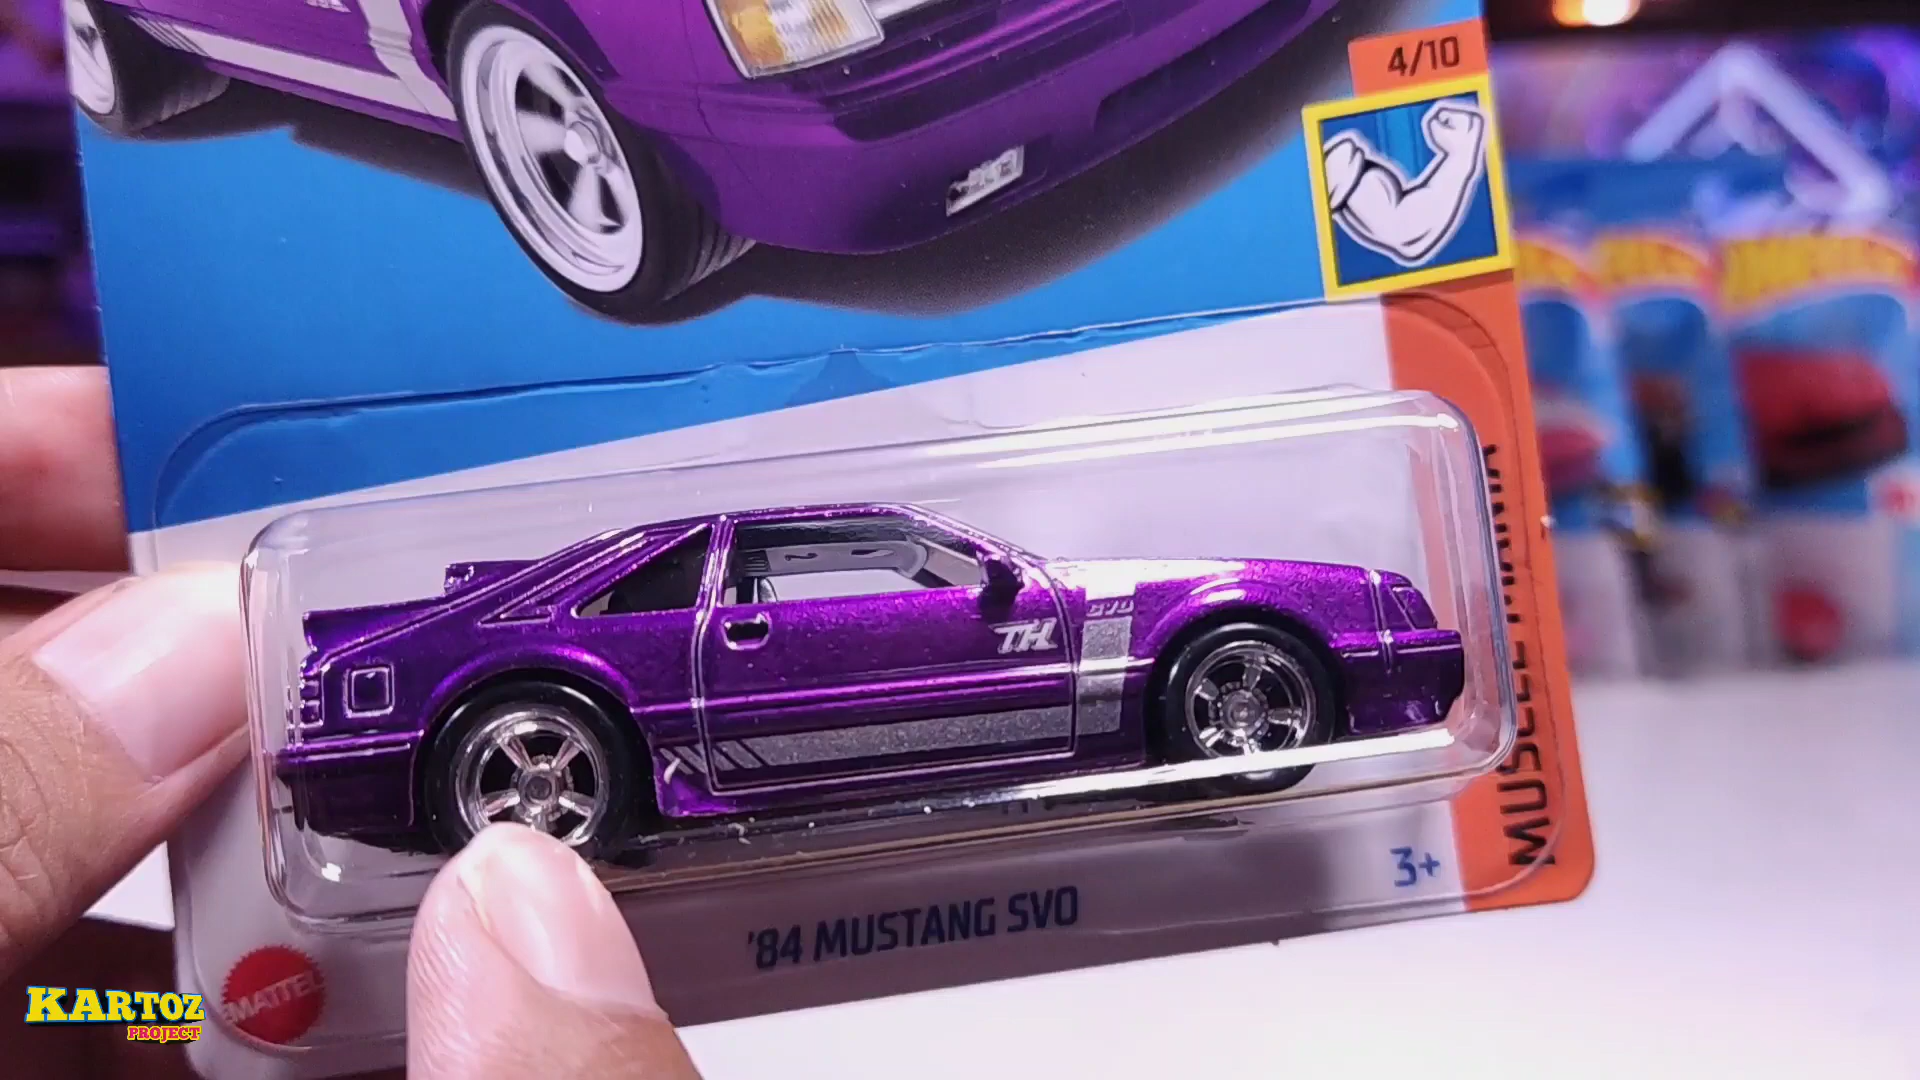 4/10
SVO
TH
MUSCLE MANIA
3+
'84 MUSTANG SVO
MATTEL
KARTOZ
PROJECT